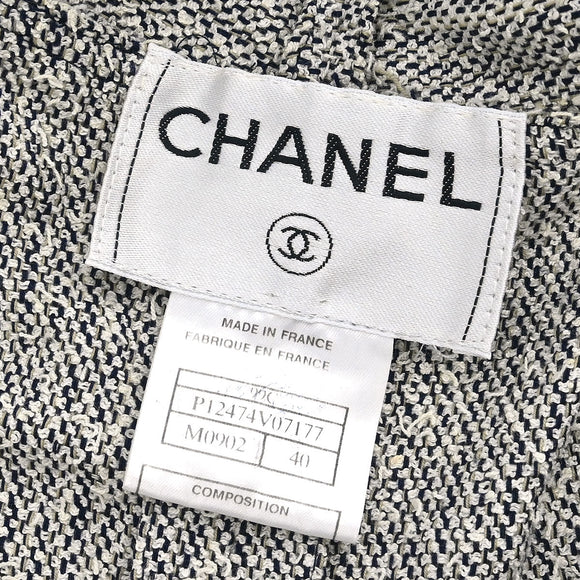 CHANEL
MADE IN FRANCE
FABRIQUE EN FRANCE
P12474V07177
M0902 40
COMPOSITION